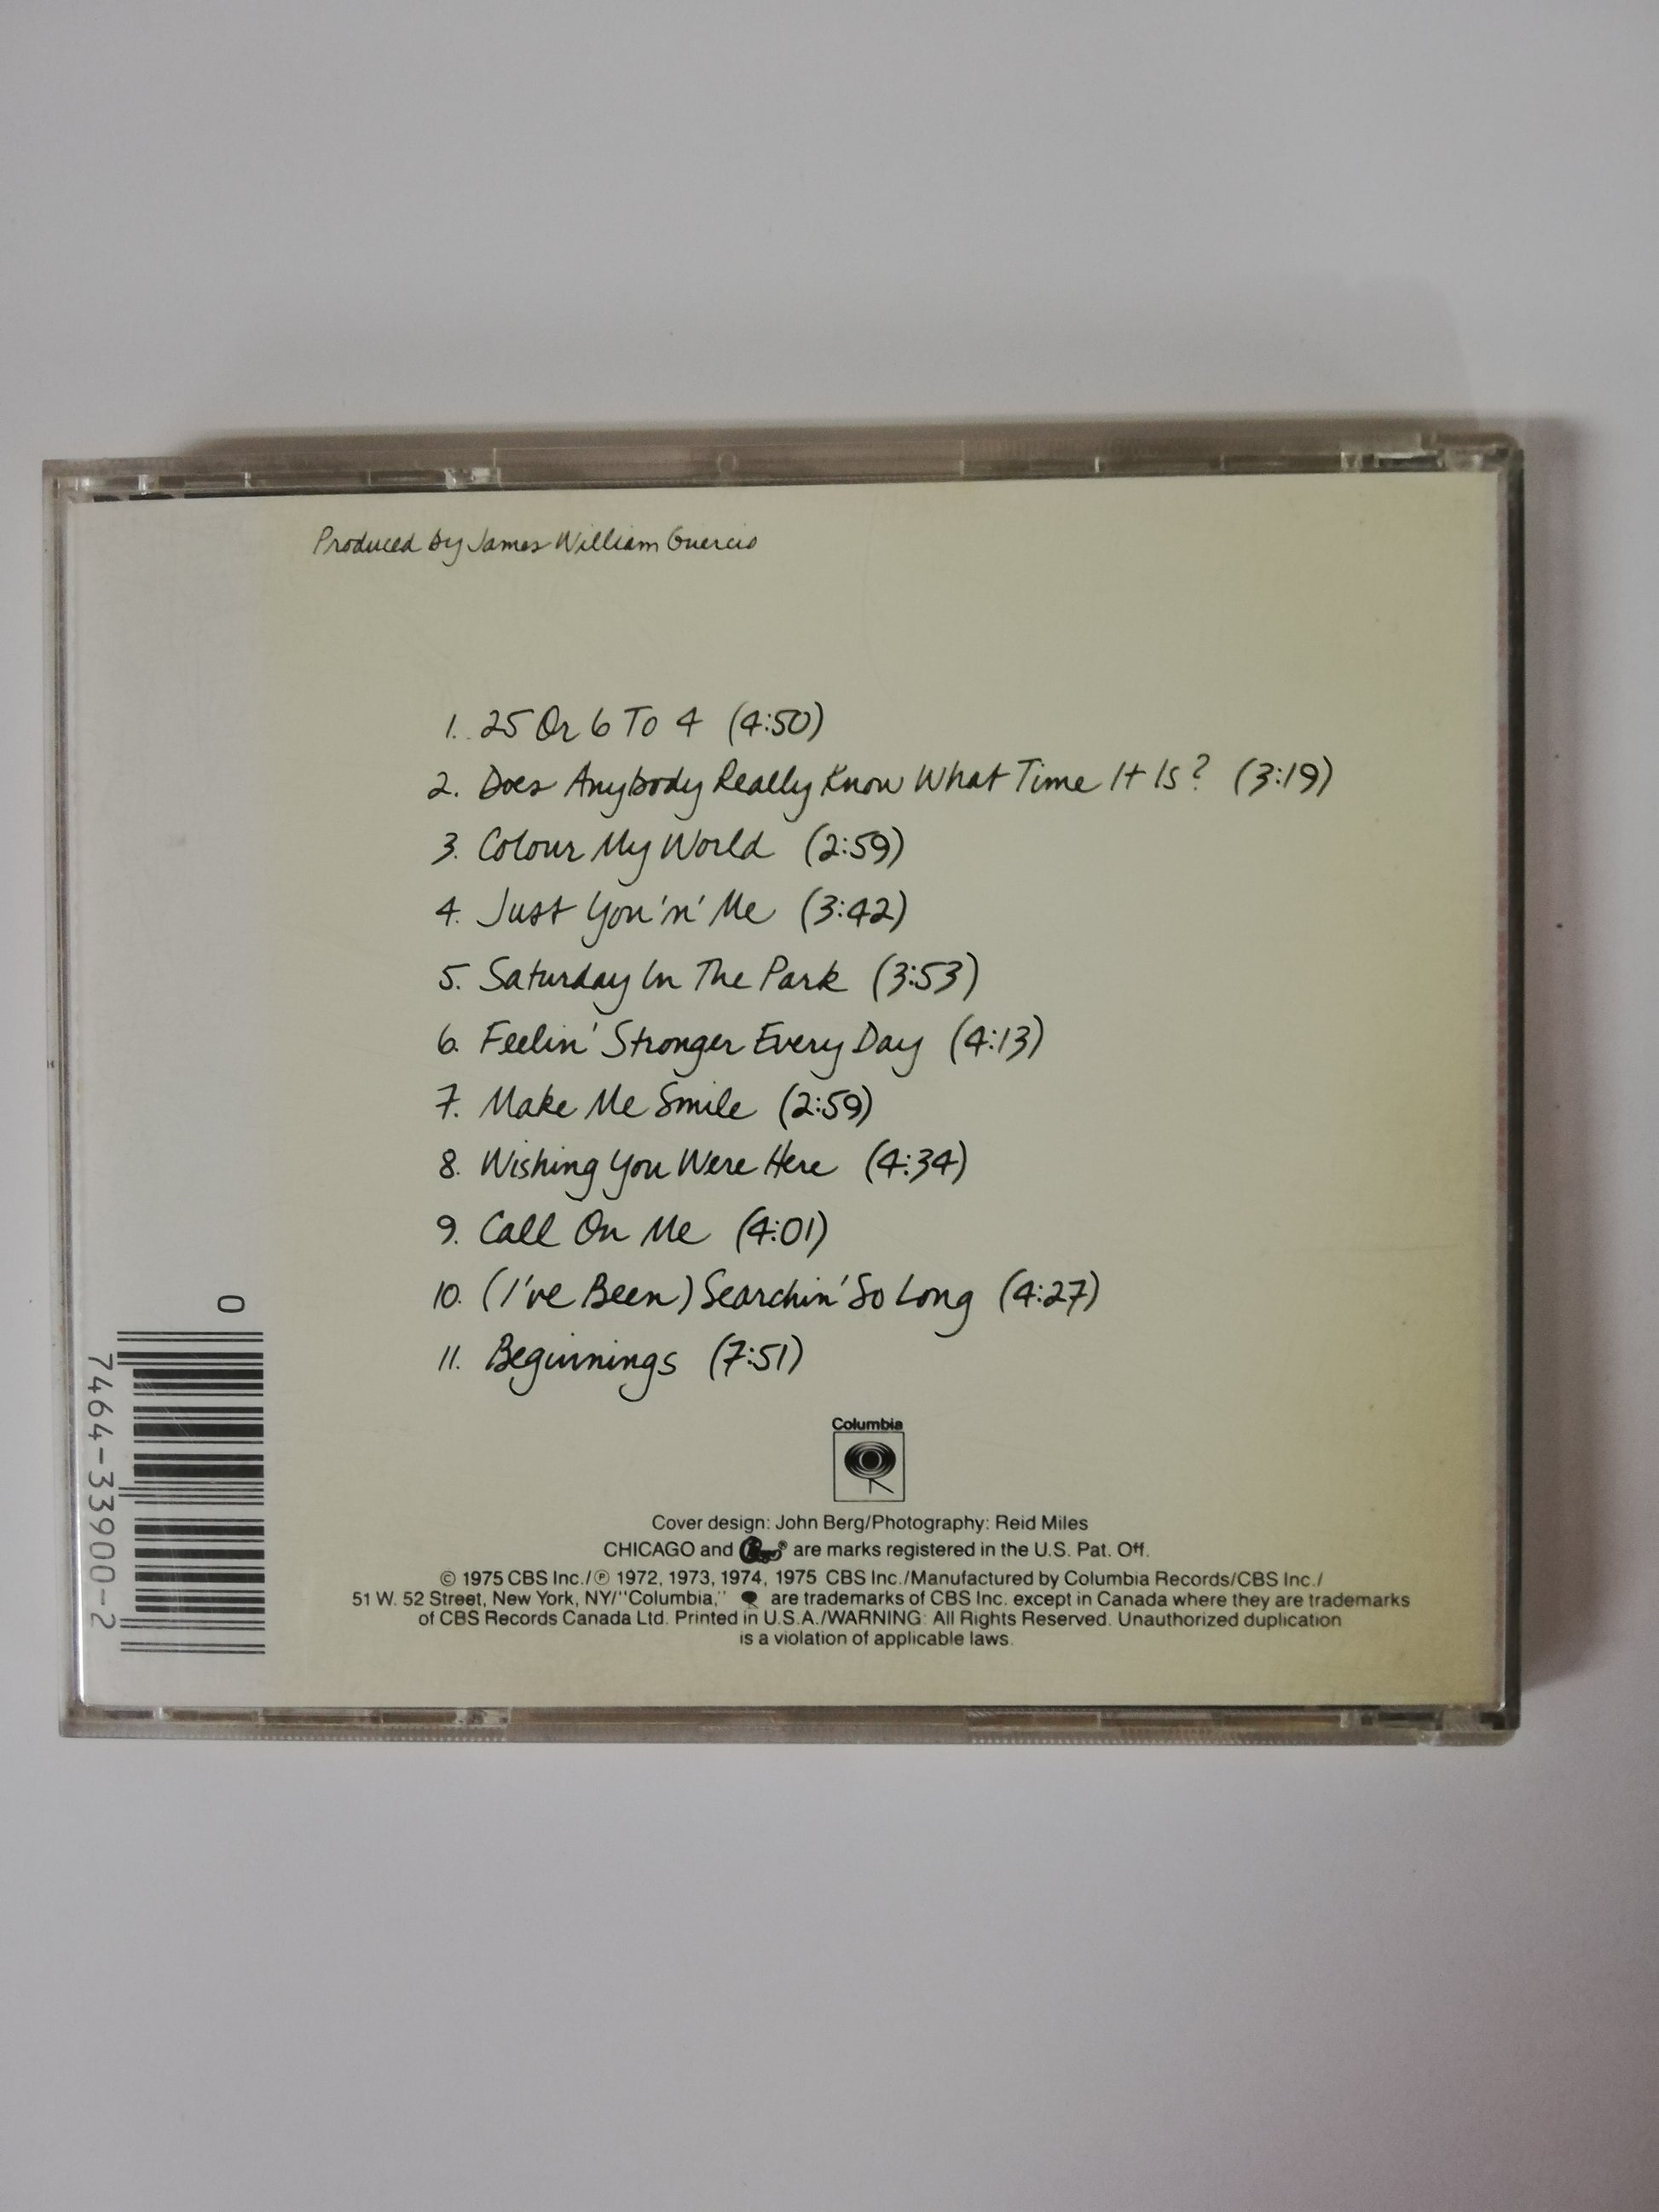 Produced by James William Guercio
1. 25 Or 6 To 4 (4:50)
2. Does Anybody Really Know What Time It Is? (3:19)
3. Colour My World (2:59)
4. Just You 'n' Me (3:42)
5. Saturday In The Park (3:53)
6. Feelin' Stronger Every Day (4:13)
7. Make Me Smile (2:59)
8. Wishing You Were Here (4:34)
9. Call On Me (4:01)
10. (I've Been) Searchin' So Long (4:27)
11. Beginnings (7:51)
Columbia
Cover design: John Berg/Photography: Reid Miles
CHICAGO and ® are marks registered in the U.S. Pat. Off.
© 1975 CBS Inc./℗ 1972, 1973, 1974, 1975 CBS Inc./Manufactured by Columbia Records/CBS Inc./
51 W. 52 Street, New York, NY/"Columbia," are trademarks of CBS Inc. except in Canada where they are trademarks
of CBS Records Canada Ltd. Printed in U.S.A./WARNING: All Rights Reserved. Unauthorized duplication
is a violation of applicable laws.
0
7464-33900-2